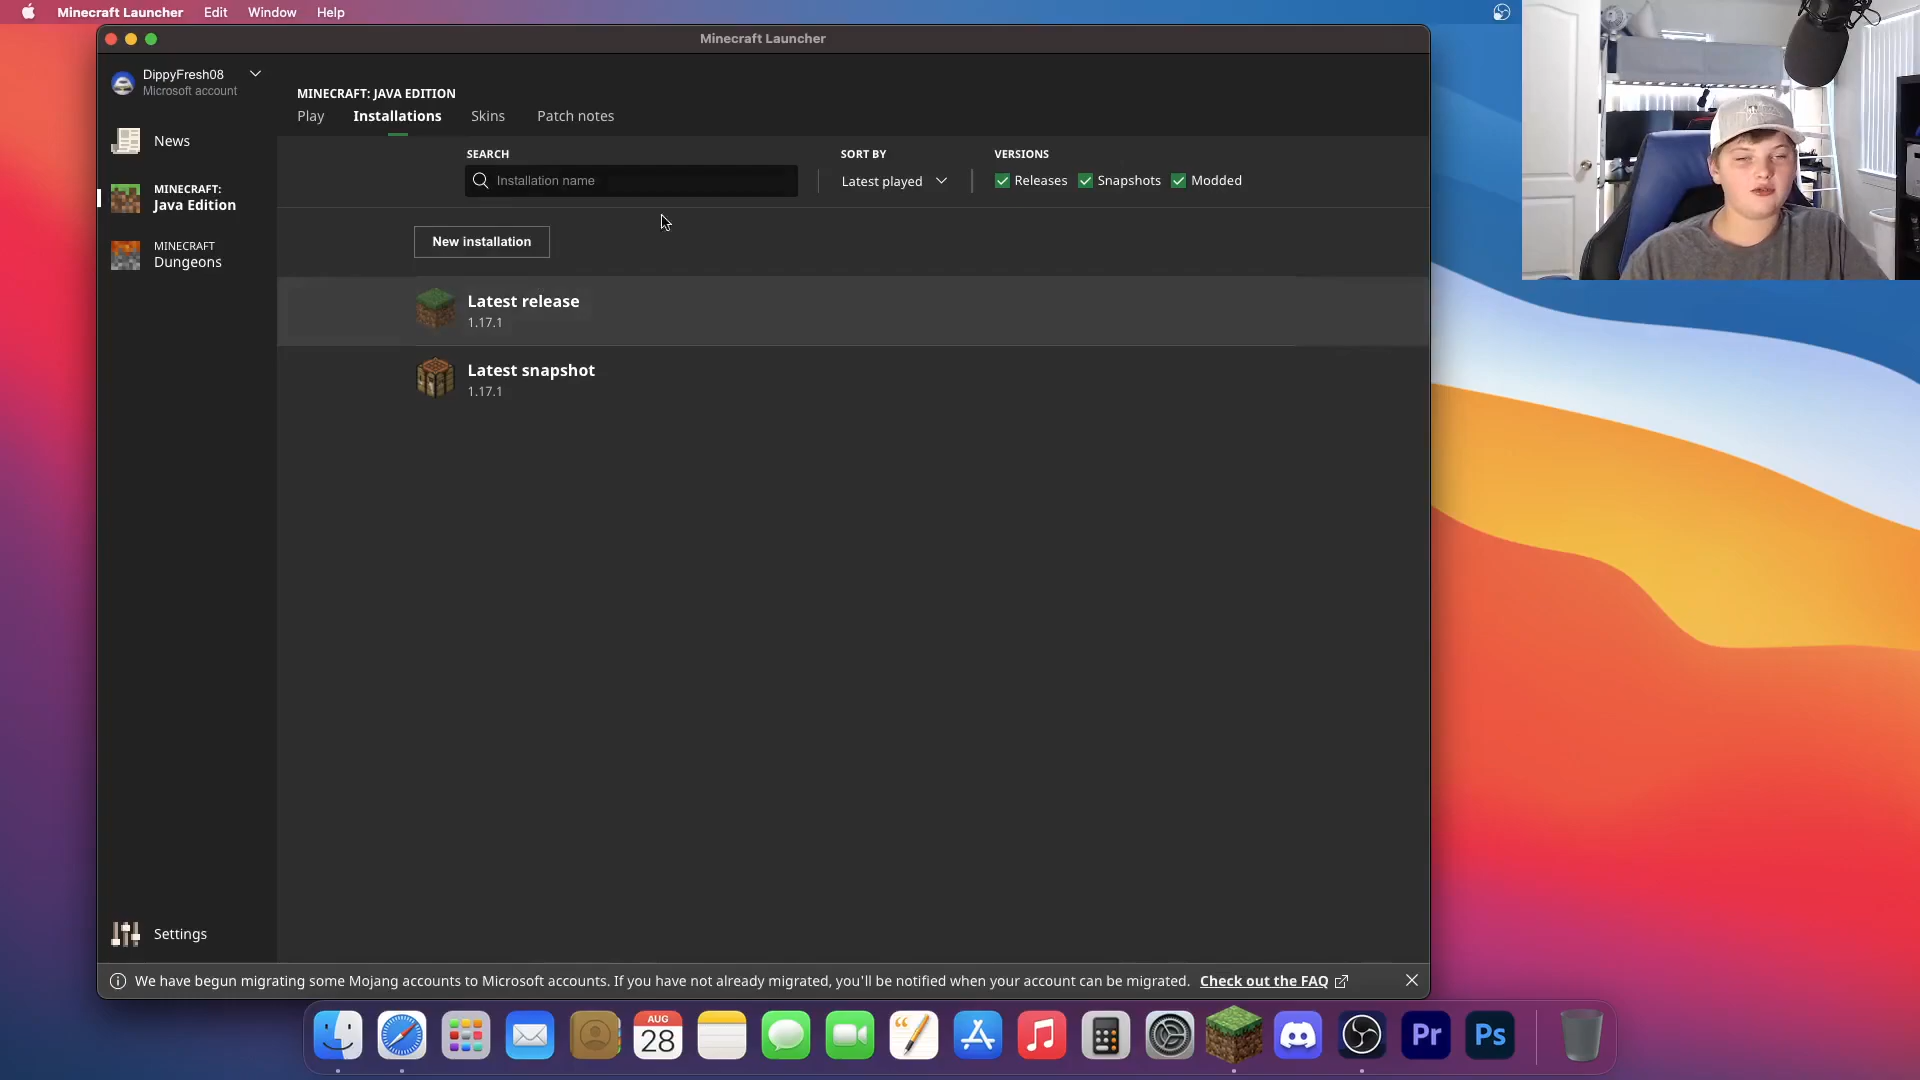 Minecraft Launcher Edit Window Help
Minecraft Launcher
DippyFresh08
Microsoft account
News
MINECRAFT:
Java Edition
MINECRAFT
Dungeons
Settings
MINECRAFT: JAVA EDITION
Play Installations Skins Patch notes
SEARCH SORT BY VERSIONS
Installation name Latest played Releases Snapshots Modded
New installation
Latest release
1.17.1
Latest snapshot
1.17.1
We have begun migrating some Mojang accounts to Microsoft accounts. If you have not already migrated, you'll be notified when your account can be migrated. Check out the FAQ
AUG
28
Pr
Ps